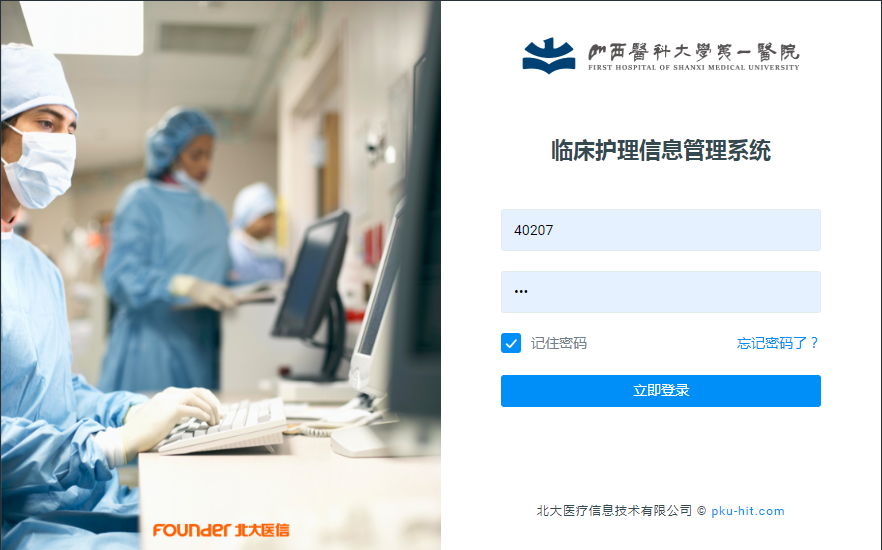 山西醫科大學第一醫院
FIRST HOSPITAL OF SHANXI MEDICAL UNIVERSITY
临床护理信息管理系统
40207
•••
记住密码 忘记密码了？
立即登录
北大医疗信息技术有限公司 © pku-hit.com
Founder 北大医信